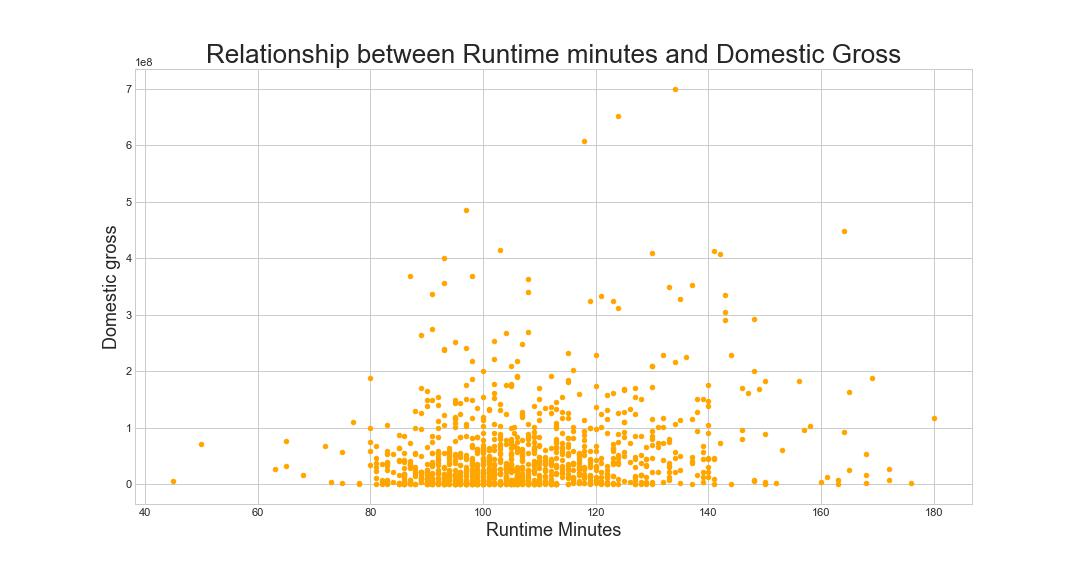 Relationship between Runtime minutes and Domestic Gross
1e8
7
6
5
4
3
2
1
0
Domestic gross
40 60 80 100 120 140 160 180
Runtime Minutes